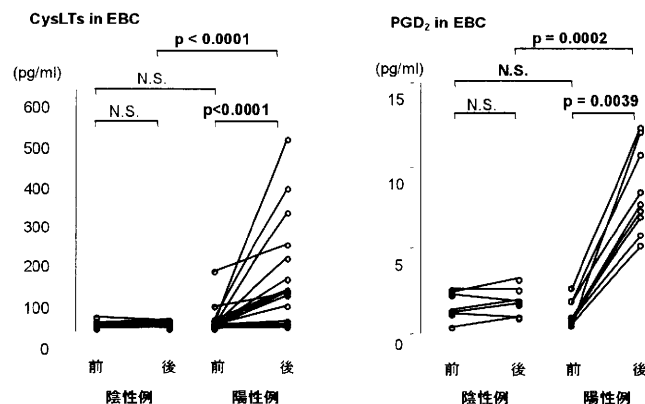 CysLTs in EBC
p < 0.0001
(pg/ml)
N.S.
N.S.
p<0.0001
600
500
400
300
200
100
0
前
後
前
後
陰性例
陽性例
PGD₂ in EBC
p = 0.0002
(pg/ml)
N.S.
N.S.
p = 0.0039
15
10
5
0
前
後
前
後
陰性例
陽性例